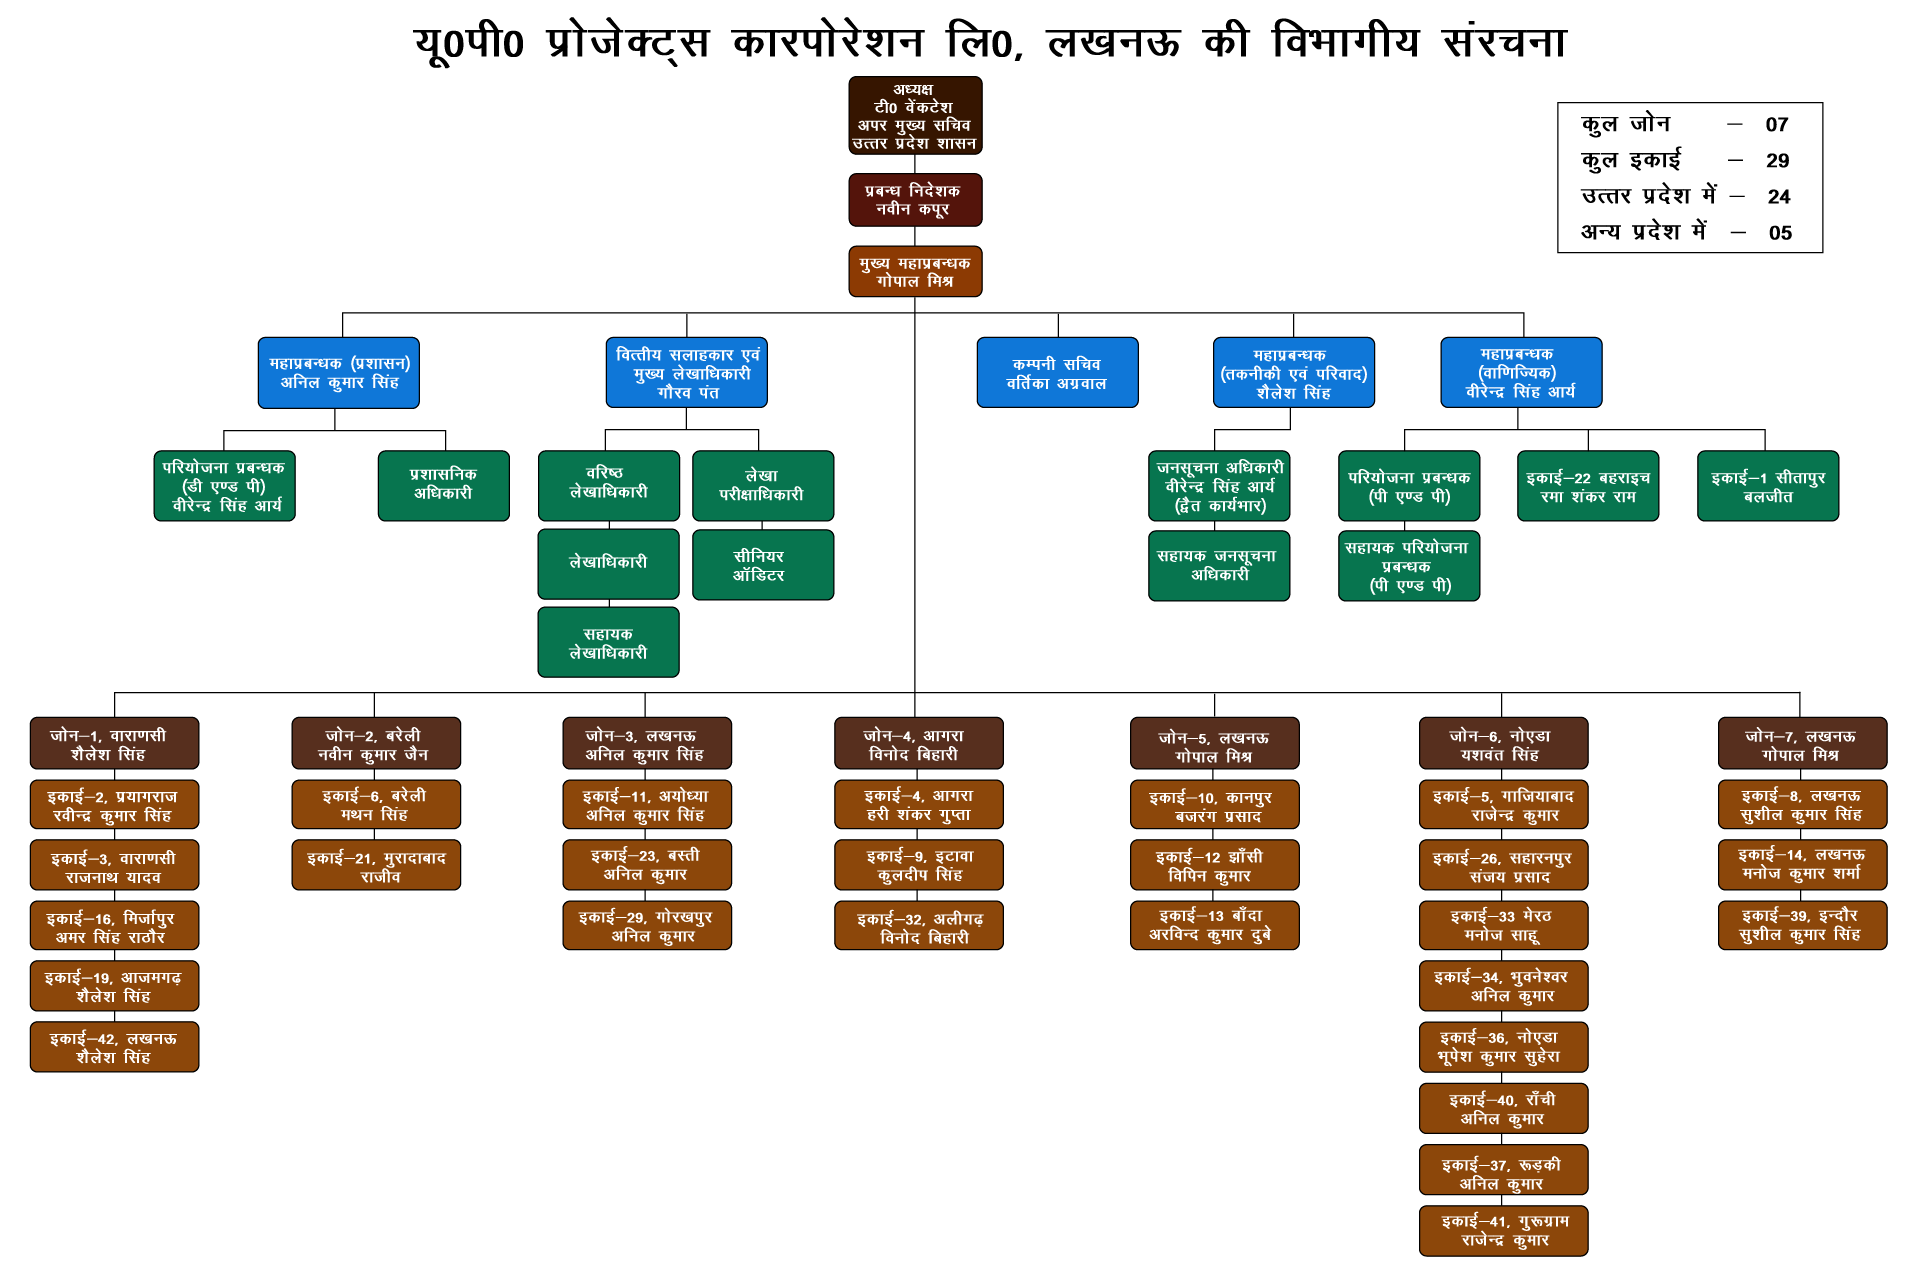 यू0पी0 प्रोजेक्ट्स कारपोरेशन लि0, लखनऊ की विभागीय संरचना
अध्यक्ष
टी0 वेंकटेश
अपर मुख्य सचिव
उत्तर प्रदेश शासन
कुल जोन – 07
कुल इकाई – 29
उत्तर प्रदेश में – 24
अन्य प्रदेश में – 05
प्रबन्ध निदेशक
नवीन कपूर
मुख्य महाप्रबन्धक
गोपाल मिश्र
महाप्रबन्धक (प्रशासन)
अनिल कुमार सिंह
वित्तीय सलाहकार एवं
मुख्य लेखाधिकारी
गौरव पंत
कम्पनी सचिव
वर्तिका अग्रवाल
महाप्रबन्धक
(तकनीकी एवं परिवाद)
शैलेश सिंह
महाप्रबन्धक
(वाणिज्यिक)
वीरेन्द्र सिंह आर्य
परियोजना प्रबन्धक
(डी एण्ड पी)
वीरेन्द्र सिंह आर्य
प्रशासनिक
अधिकारी
वरिष्ठ
लेखाधिकारी
लेखा
परीक्षाधिकारी
जनसूचना अधिकारी
वीरेन्द्र सिंह आर्य
(द्वैत कार्यभार)
परियोजना प्रबन्धक
(पी एण्ड पी)
इकाई–22 बहराइच
रमा शंकर राम
इकाई–1 सीतापुर
बलजीत
लेखाधिकारी
सीनियर
ऑडिटर
सहायक जनसूचना
अधिकारी
सहायक परियोजना
प्रबन्धक
(पी एण्ड पी)
सहायक
लेखाधिकारी
जोन–1, वाराणसी
शैलेश सिंह
इकाई–2, प्रयागराज
रवीन्द्र कुमार सिंह
इकाई–3, वाराणसी
राजनाथ यादव
इकाई–16, मिर्जापुर
अमर सिंह राठौर
इकाई–19, आजमगढ़
शैलेश सिंह
इकाई–42, लखनऊ
शैलेश सिंह
जोन–2, बरेली
नवीन कुमार जैन
इकाई–6, बरेली
मथन सिंह
इकाई–21, मुरादाबाद
राजीव
जोन–3, लखनऊ
अनिल कुमार सिंह
इकाई–11, अयोध्या
अनिल कुमार सिंह
इकाई–23, बस्ती
अनिल कुमार
इकाई–29, गोरखपुर
अनिल कुमार
जोन–4, आगरा
विनोद बिहारी
इकाई–4, आगरा
हरी शंकर गुप्ता
इकाई–9, इटावा
कुलदीप सिंह
इकाई–32, अलीगढ़
विनोद बिहारी
जोन–5, लखनऊ
गोपाल मिश्र
इकाई–10, कानपुर
बजरंग प्रसाद
इकाई–12 झाँसी
विपिन कुमार
इकाई–13 बाँदा
अरविन्द कुमार दुबे
जोन–6, नोएडा
यशवंत सिंह
इकाई–5, गाजियाबाद
राजेन्द्र कुमार
इकाई–26, सहारनपुर
संजय प्रसाद
इकाई–33 मेरठ
मनोज साहू
इकाई–34, भुवनेश्वर
अनिल कुमार
इकाई–36, नोएडा
भूपेश कुमार सुहेरा
इकाई–40, राँची
अनिल कुमार
इकाई–37, रूड़की
अनिल कुमार
इकाई–41, गुरूग्राम
राजेन्द्र कुमार
जोन–7, लखनऊ
गोपाल मिश्र
इकाई–8, लखनऊ
सुशील कुमार सिंह
इकाई–14, लखनऊ
मनोज कुमार शर्मा
इकाई–39, इन्दौर
सुशील कुमार सिंह